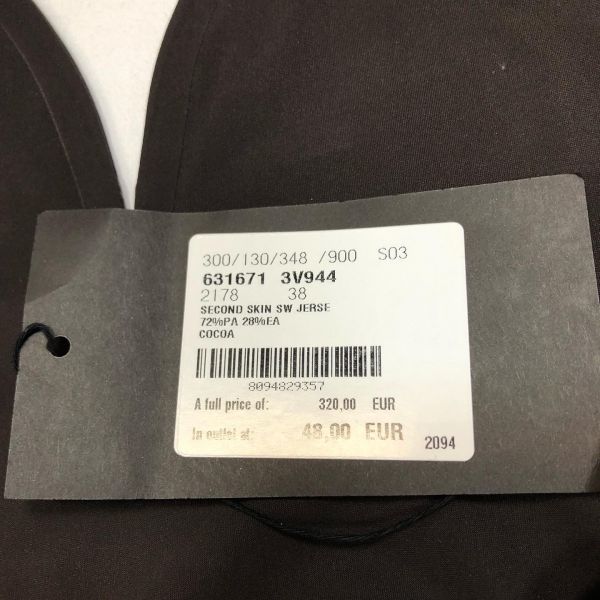 300/130/348 /900 S03
631671 3V944
2178 38
SECOND SKIN SW JERSE
72%PA 28%EA
COCOA
8094829357
A full price of: 320,00 EUR
In outlet at: 48,00 EUR
2094